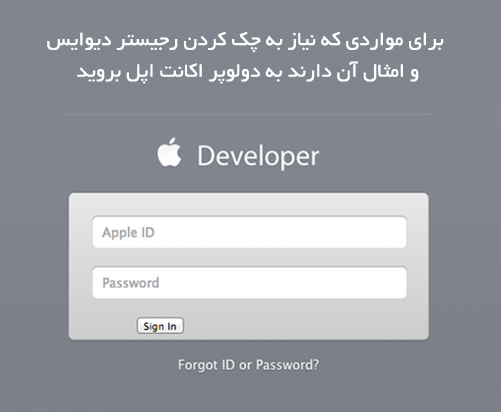 برای مواردی که نیاز به چک کردن رجیستر دیوایس
و امثال آن دارند به دولوپر اکانت اپل بروید
Developer
Apple ID
Password
Sign In
Forgot ID or Password?